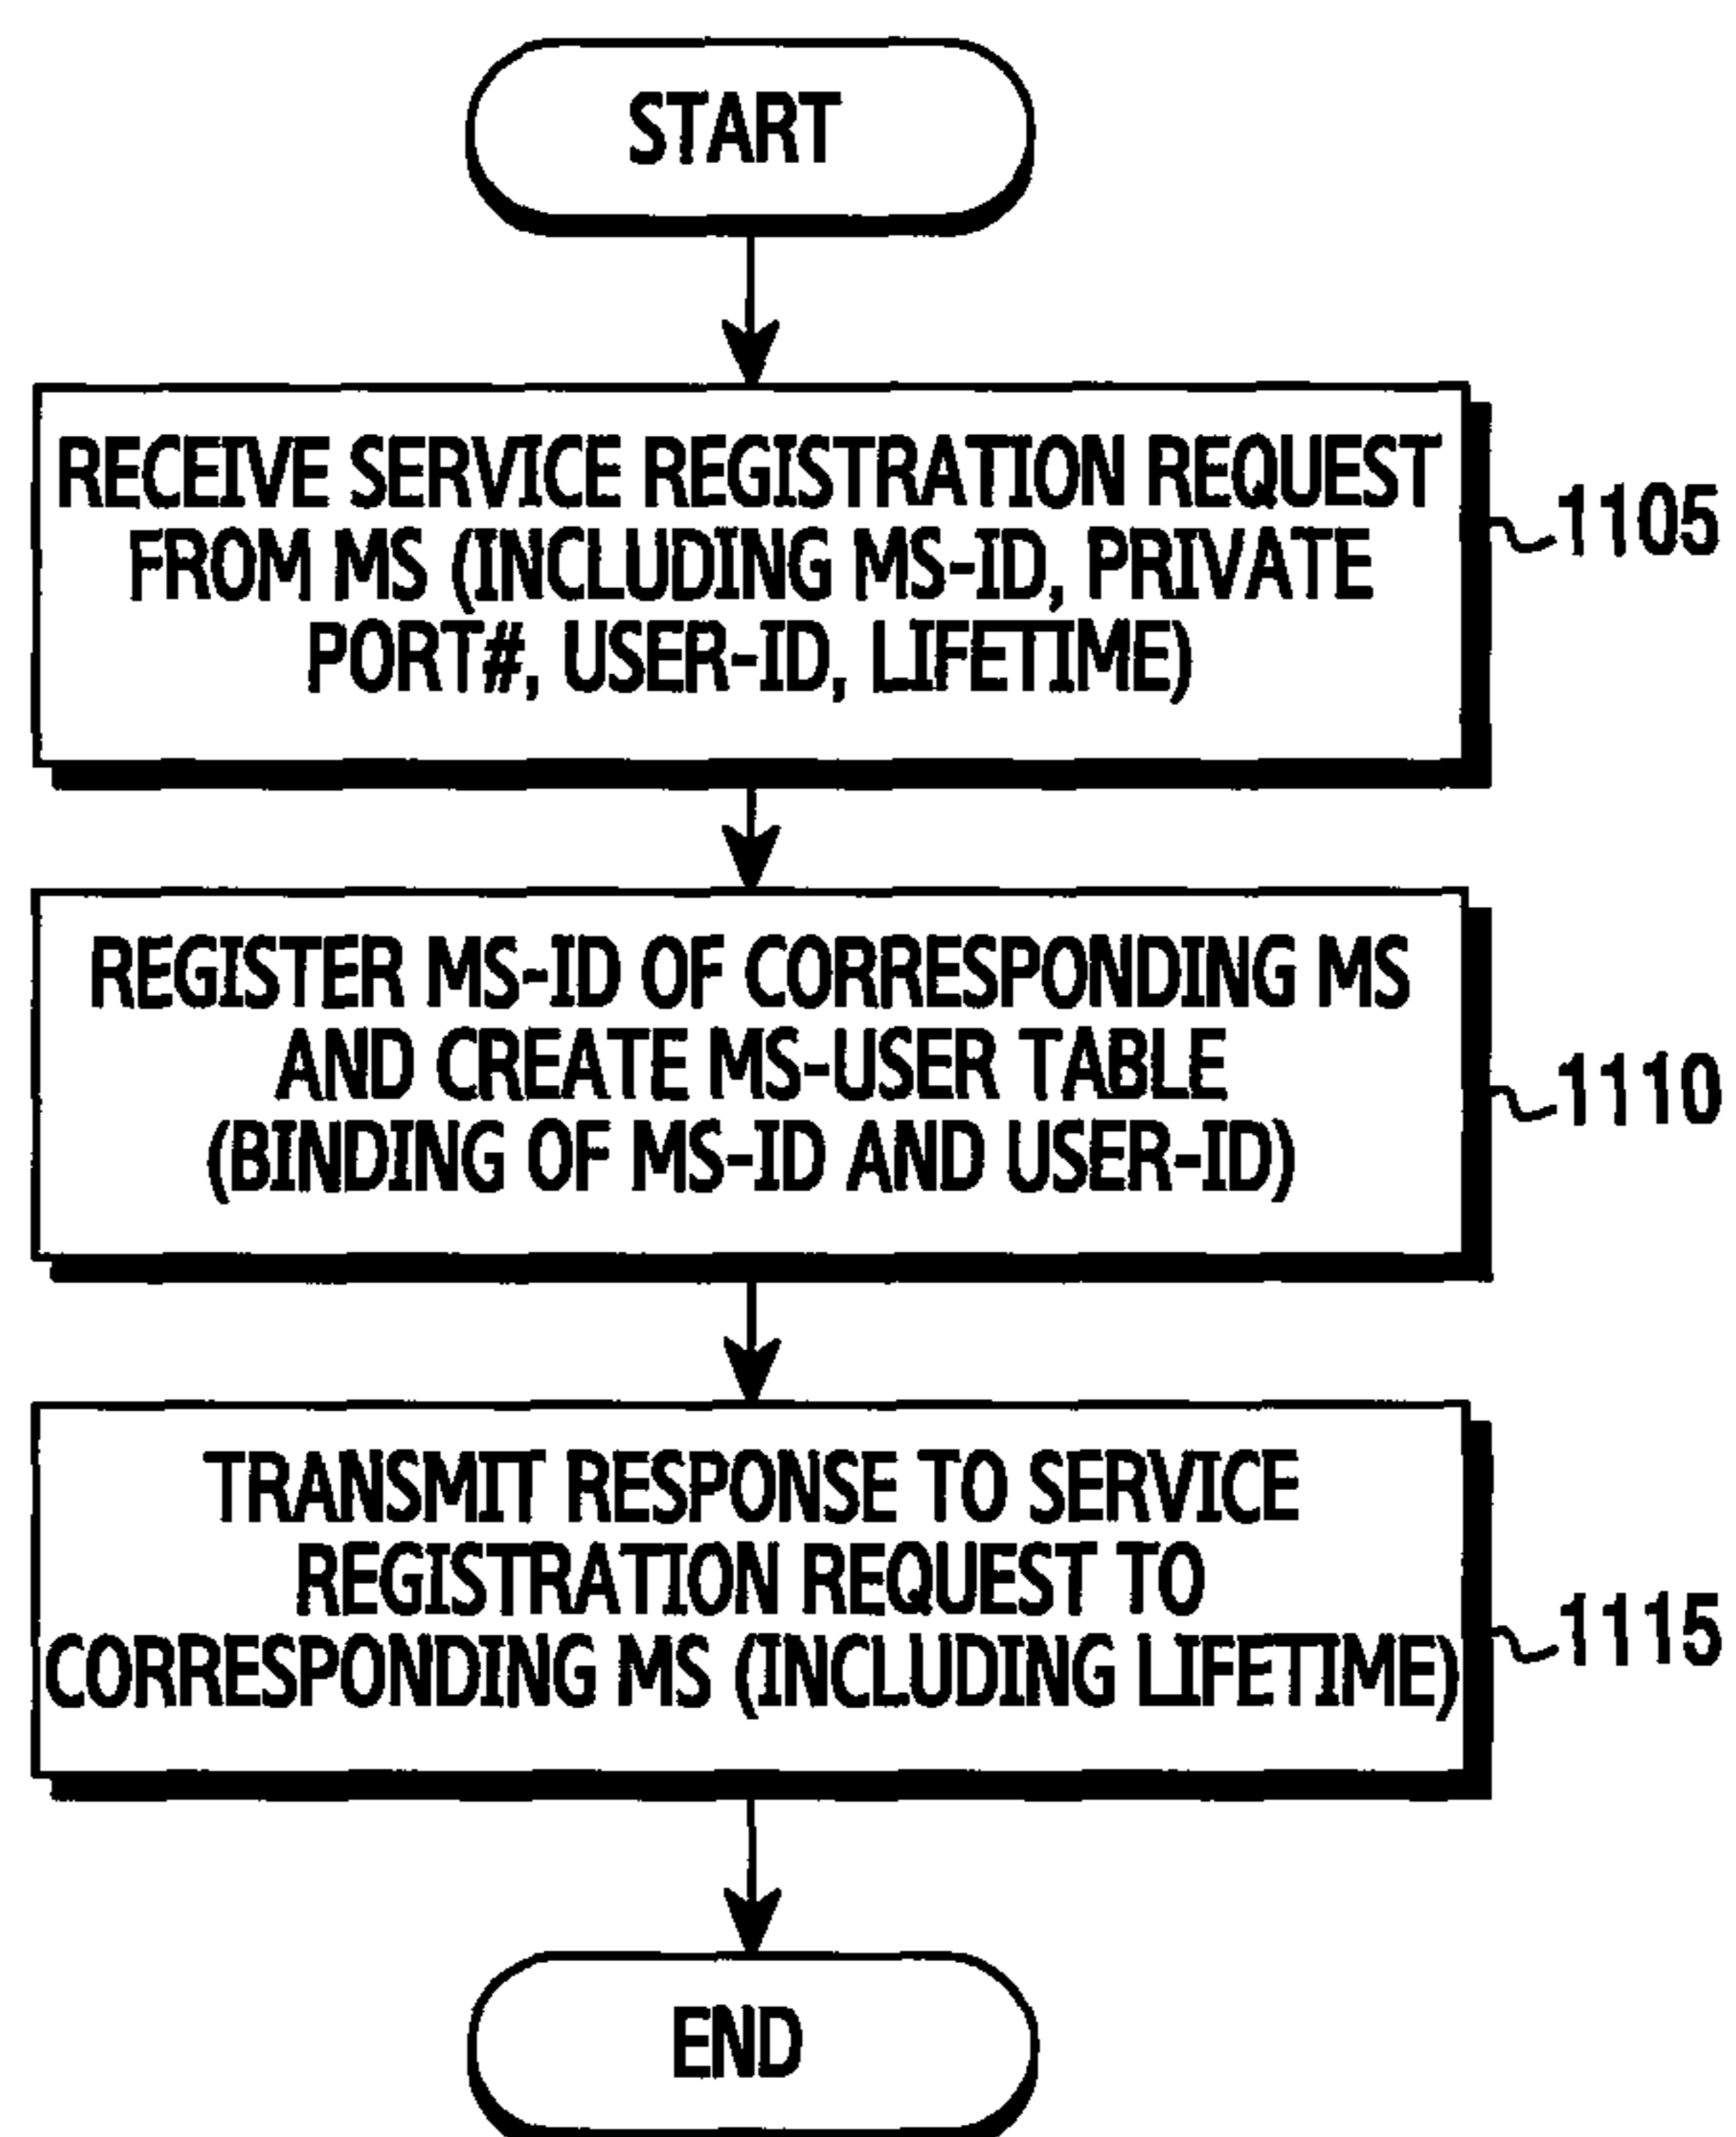 START
RECEIVE SERVICE REGISTRATION REQUEST
FROM MS (INCLUDING MS-ID, PRIVATE
PORT#, USER-ID, LIFETIME)
1105
REGISTER MS-ID OF CORRESPONDING MS
AND CREATE MS-USER TABLE
(BINDING OF MS-ID AND USER-ID)
1110
TRANSMIT RESPONSE TO SERVICE
REGISTRATION REQUEST TO
CORRESPONDING MS (INCLUDING LIFETIME)
1115
END